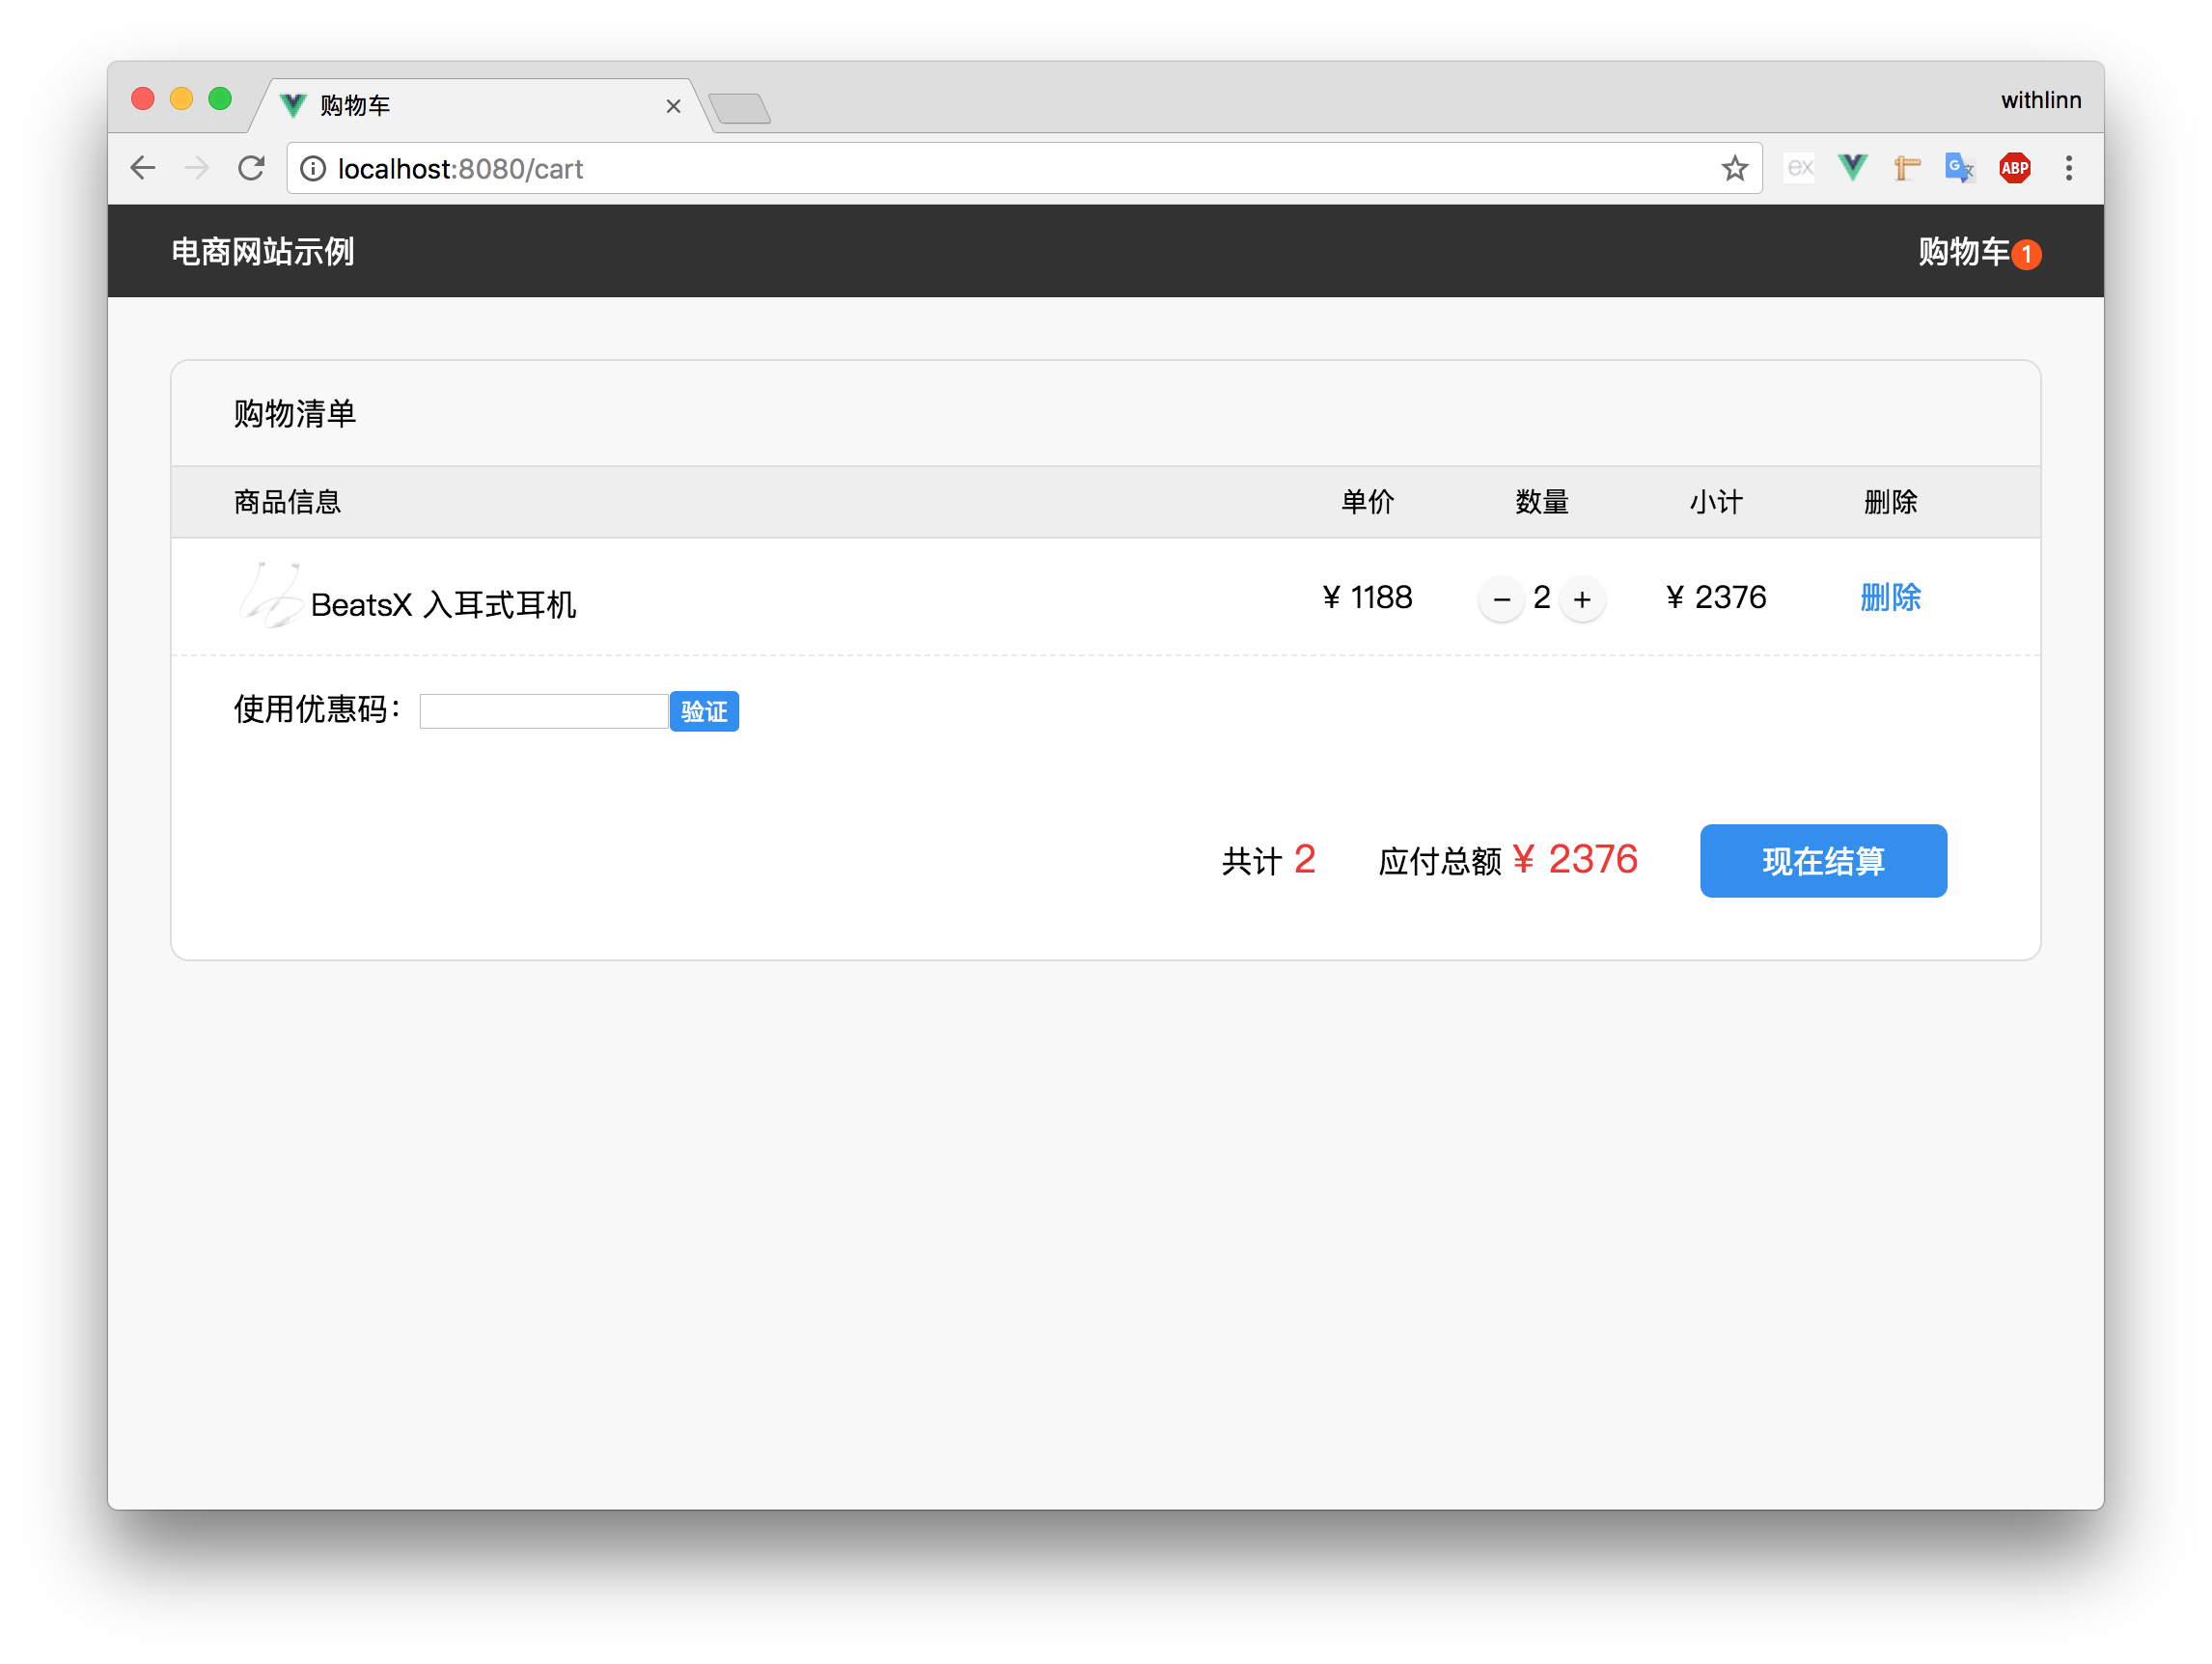 购物车
withlinn
localhost:8080/cart
ex
G
ABP
电商网站示例
购物车 1
购物清单
商品信息 单价 数量 小计 删除
BeatsX 入耳式耳机 ¥ 1188 − 2 + ¥ 2376 删除
使用优惠码： 验证
共计 2 应付总额 ¥ 2376 现在结算